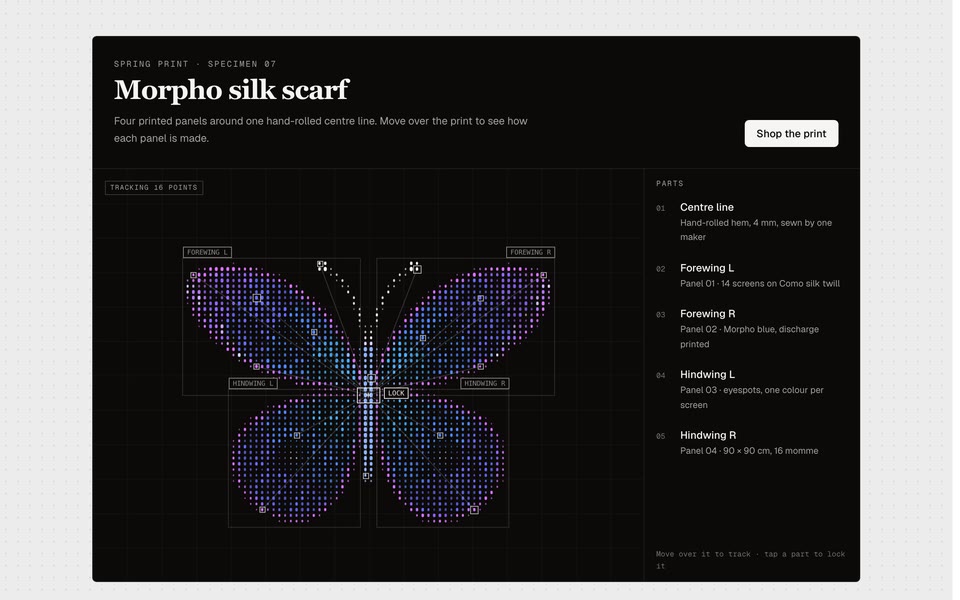 SPRING PRINT · SPECIMEN 07
Morpho silk scarf
Four printed panels around one hand-rolled centre line. Move over the print to see how
each panel is made.
Shop the print
TRACKING 16 POINTS
FOREWING L
FOREWING R
HINDWING L
HINDWING R
LOCK
PARTS
01
Centre line
Hand-rolled hem, 4 mm, sewn by one
maker
02
Forewing L
Panel 01 · 14 screens on Como silk twill
03
Forewing R
Panel 02 · Morpho blue, discharge
printed
04
Hindwing L
Panel 03 · eyespots, one colour per
screen
05
Hindwing R
Panel 04 · 90 × 90 cm, 16 momme
Move over it to track · tap a part to lock
it